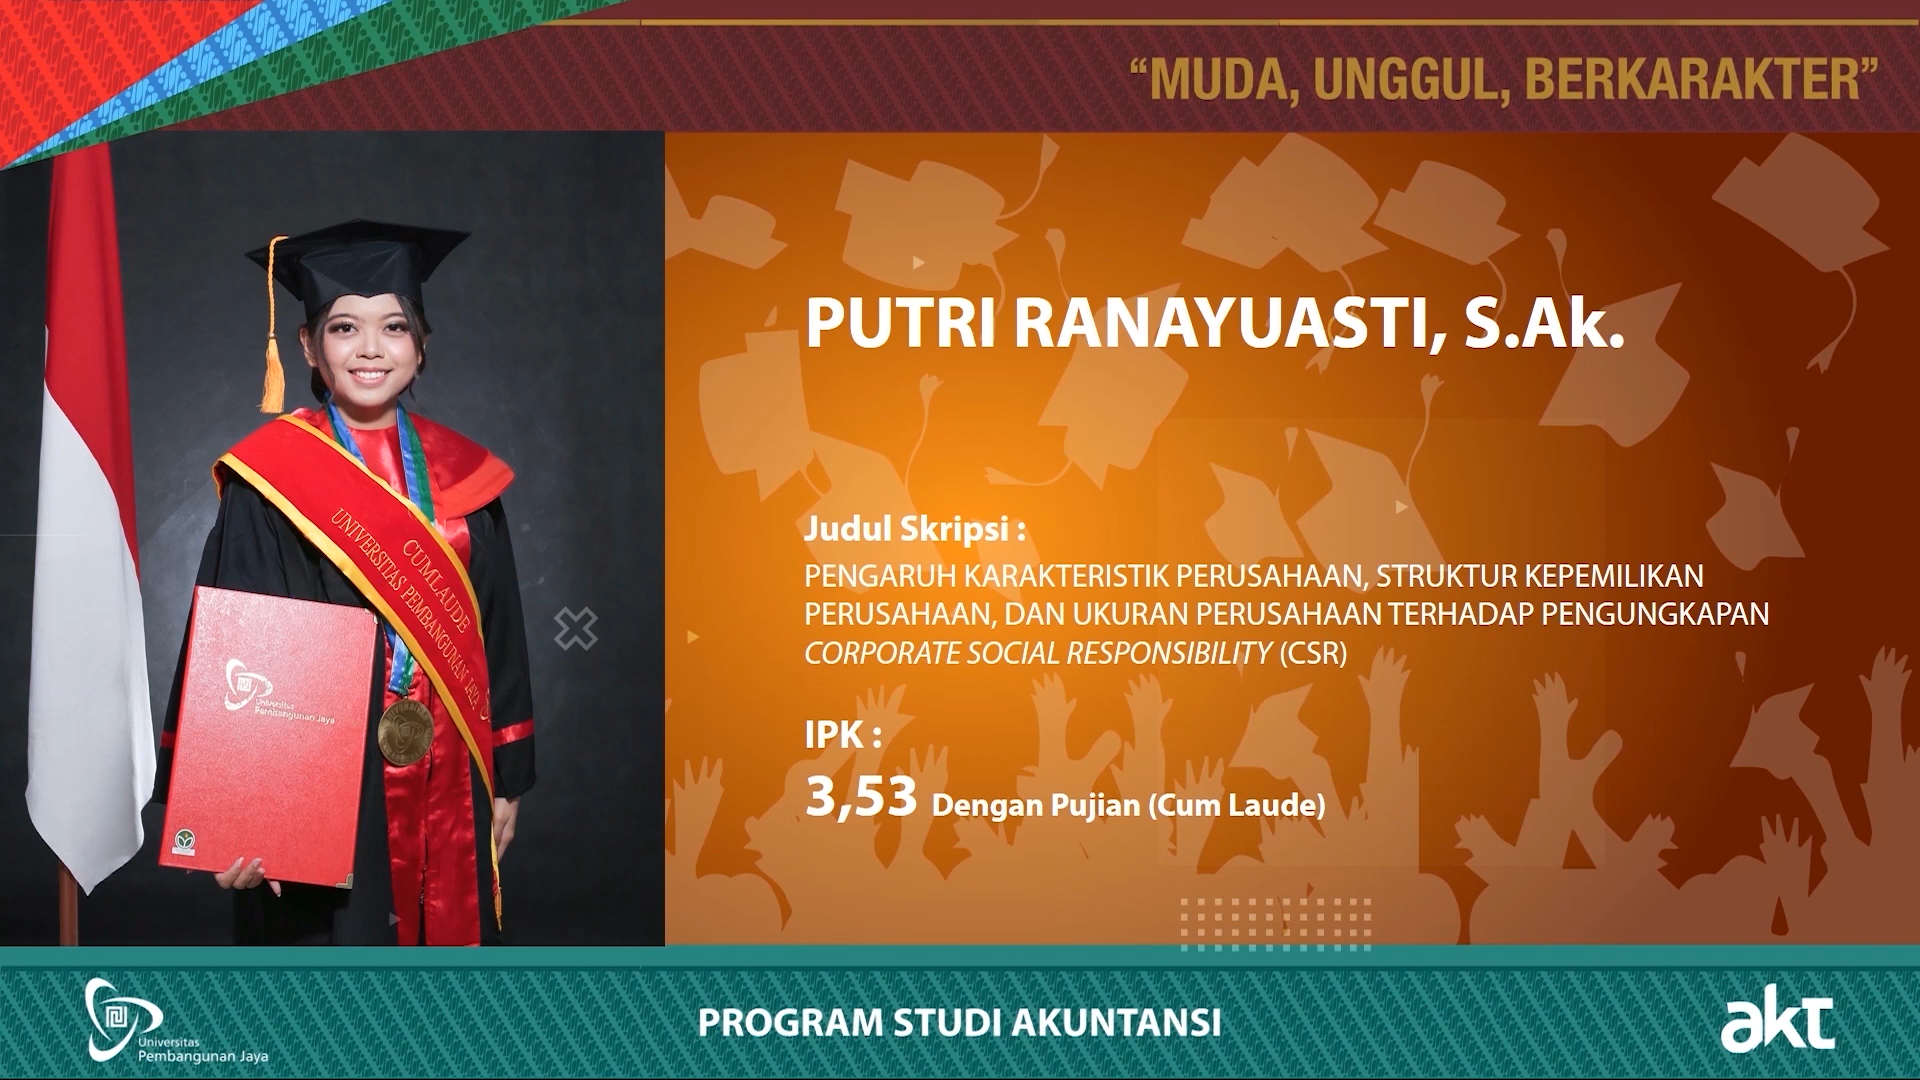 “MUDA, UNGGUL, BERKARAKTER”
PUTRI RANAYUASTI, S.Ak.
Judul Skripsi :
PENGARUH KARAKTERISTIK PERUSAHAAN, STRUKTUR KEPEMILIKAN
PERUSAHAAN, DAN UKURAN PERUSAHAAN TERHADAP PENGUNGKAPAN
CORPORATE SOCIAL RESPONSIBILITY (CSR)
IPK :
3,53 Dengan Pujian (Cum Laude)
CUMLAUDE
UNIVERSITAS PEMBANGUNAN JAYA
Universitas
Pembangunan Jaya
Universitas
Pembangunan Jaya
PROGRAM STUDI AKUNTANSI
akt